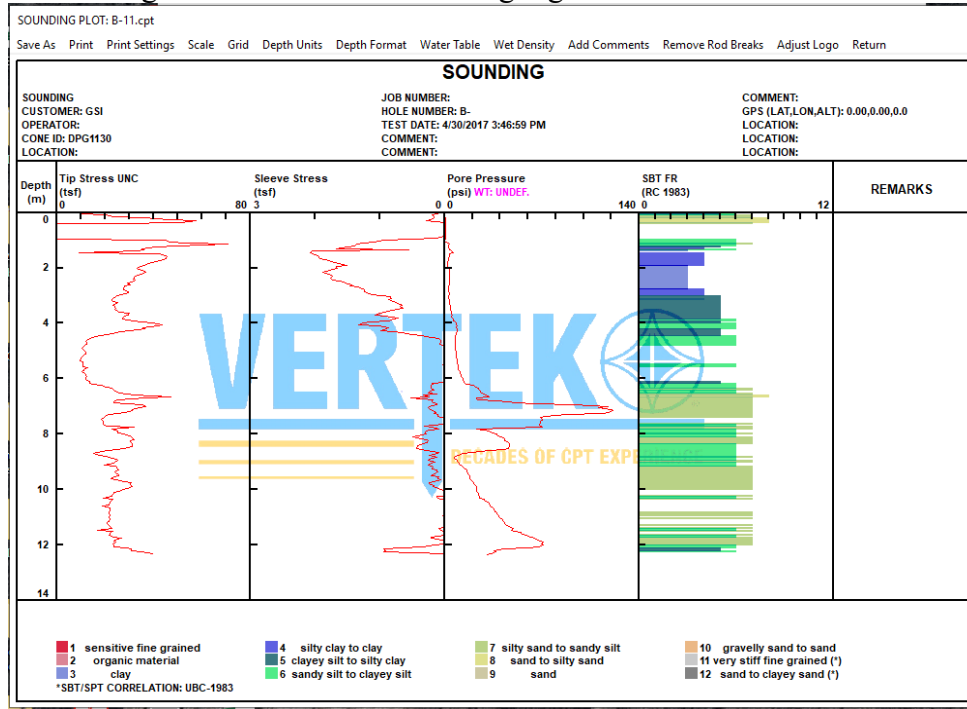 SOUNDING PLOT: B-11.cpt
Save As Print Print Settings Scale Grid Depth Units Depth Format Water Table Wet Density Add Comments Remove Rod Breaks Adjust Logo Return
SOUNDING
SOUNDING
CUSTOMER: GSI
OPERATOR:
CONE ID: DPG1130
LOCATION:
JOB NUMBER:
HOLE NUMBER: B-
TEST DATE: 4/30/2017 3:46:59 PM
COMMENT:
COMMENT:
COMMENT:
GPS (LAT,LON,ALT): 0.00,0.00,0.0
LOCATION:
LOCATION:
LOCATION:
Depth
(m)
Tip Stress UNC
(tsf)
0 80
Sleeve Stress
(tsf)
3 0
Pore Pressure
(psi) WT: UNDEF.
0 140
SBT FR
(RC 1983)
0 12
REMARKS
0
2
4
6
8
10
12
14
VERTEK
DECADES OF CPT EXPERIENCE
1 sensitive fine grained
2 organic material
3 clay
4 silty clay to clay
5 clayey silt to silty clay
6 sandy silt to clayey silt
7 silty sand to sandy silt
8 sand to silty sand
9 sand
10 gravelly sand to sand
11 very stiff fine grained (*)
12 sand to clayey sand (*)
*SBT/SPT CORRELATION: UBC-1983